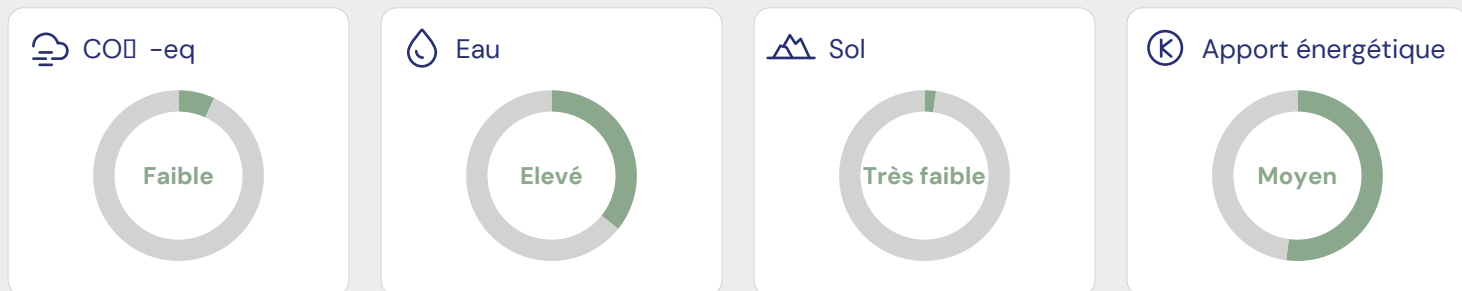 CO▯ -eq
Faible
Eau
Elevé
Sol
Très faible
Apport énergétique
Moyen